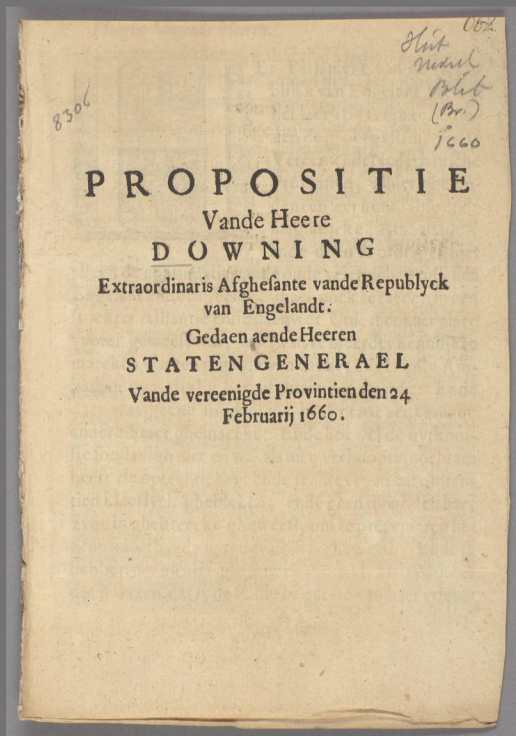 8306
1660
PROPOSITIE
Vande Heere
DOWNING
Extraordinaris Afghesante vande Republyck
van Engelandt.
Gedaen aende Heeren
STATEN GENERAEL
Vande vereenigde Provintien den 24
Februarij 1660.